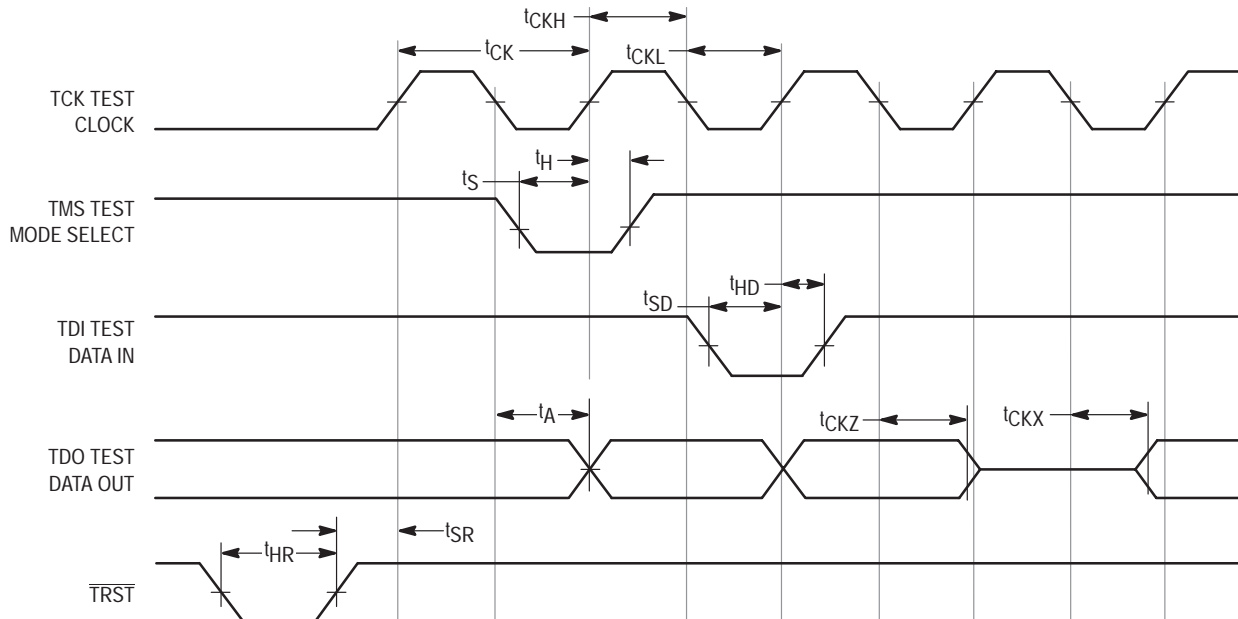 tCKH
tCK
tCKL
TCK TEST
CLOCK
tH
tS
TMS TEST
MODE SELECT
tHD
tSD
TDI TEST
DATA IN
tA
tCKZ
tCKX
TDO TEST
DATA OUT
tSR
tHR
TRST